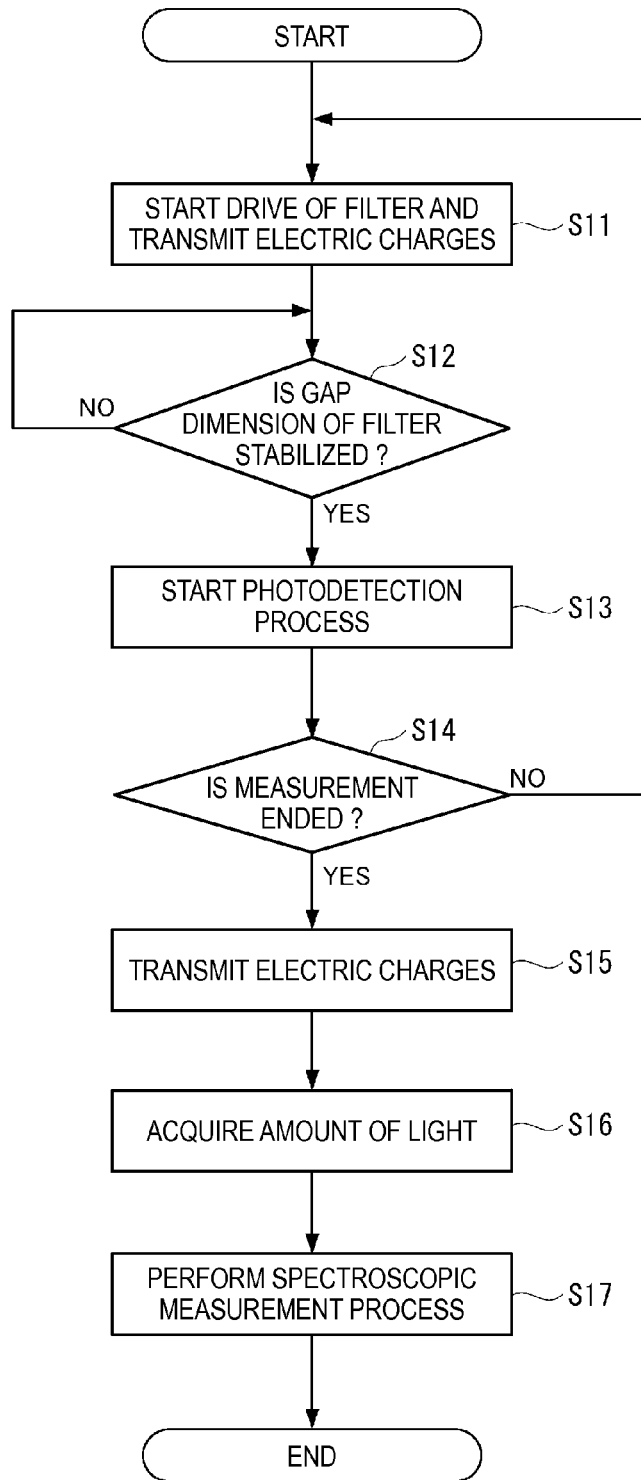 START
START DRIVE OF FILTER AND
TRANSMIT ELECTRIC CHARGES
S11
S12
IS GAP
DIMENSION OF FILTER
STABILIZED ?
NO
YES
START PHOTODETECTION
PROCESS
S13
S14
IS MEASUREMENT
ENDED ?
NO
YES
TRANSMIT ELECTRIC CHARGES
S15
ACQUIRE AMOUNT OF LIGHT
S16
PERFORM SPECTROSCOPIC
MEASUREMENT PROCESS
S17
END